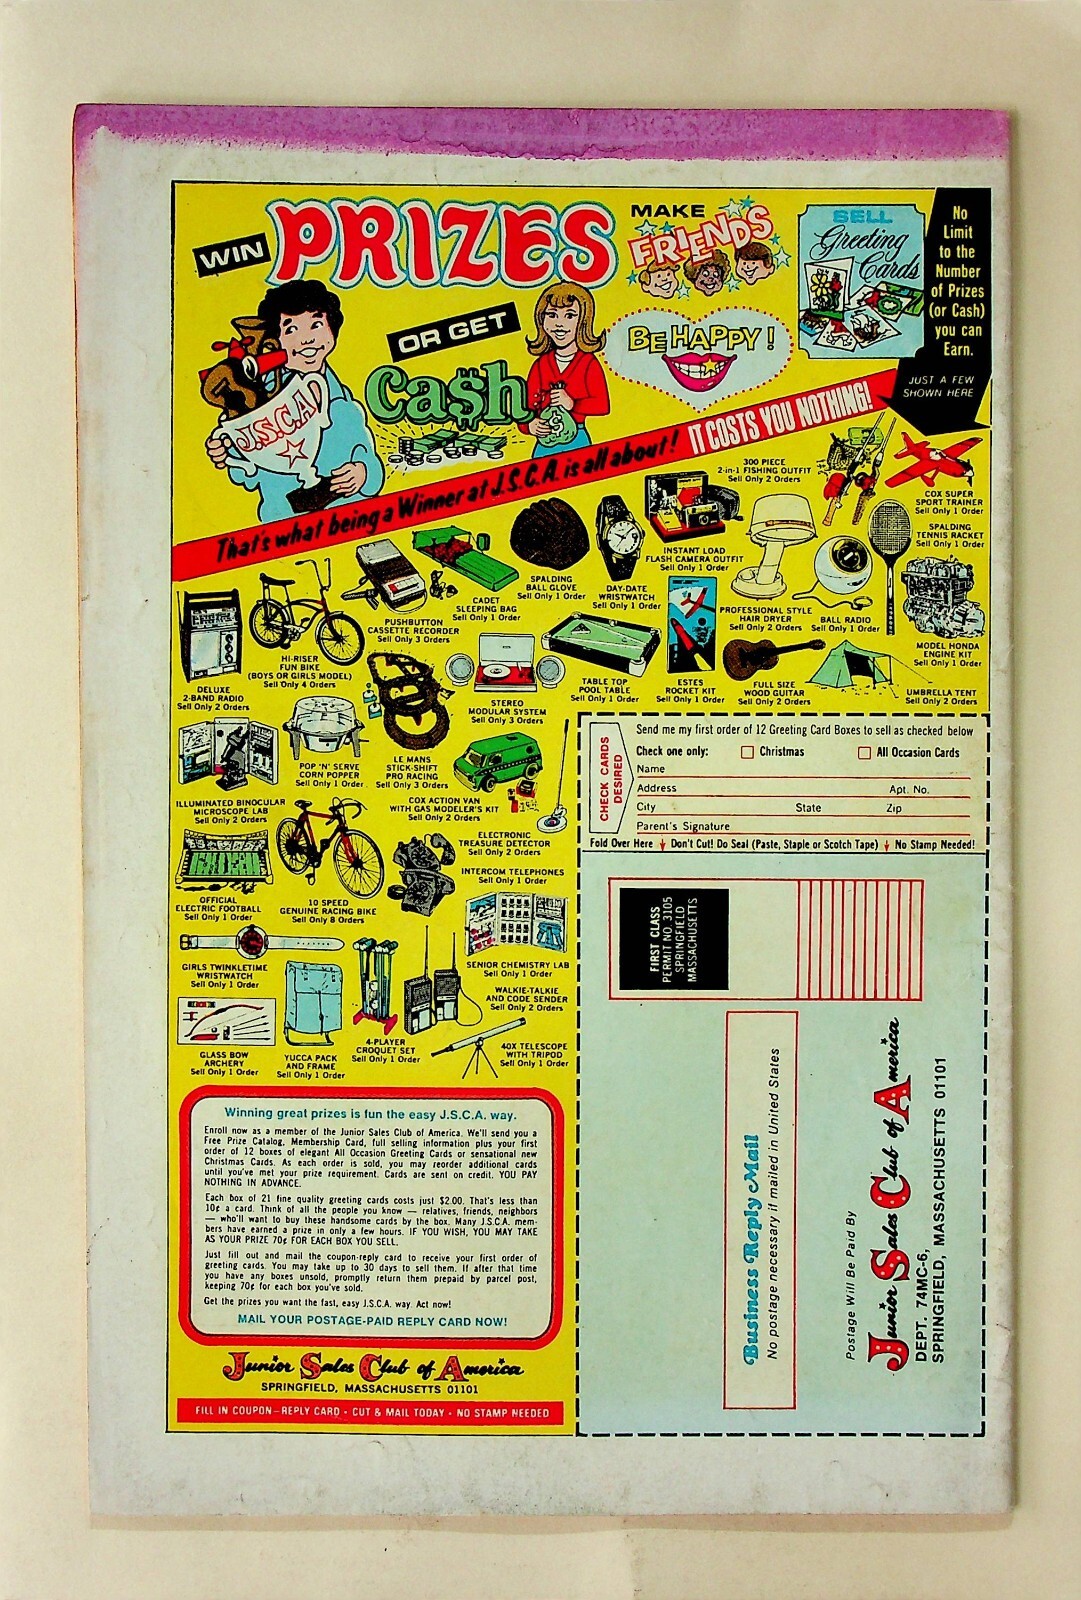 WIN PRIZES
MAKE
FRIENDS
SELL
Greeting
Cards
No
Limit
to the
Number
of Prizes
(or Cash)
you can
Earn.
JUST A FEW
SHOWN HERE
OR GET
Ca$h
BE HAPPY!
J.S.C.A.
$
That's what being a Winner at J.S.C.A. is all about! IT COSTS YOU NOTHING!
300 PIECE
2-in-1 FISHING OUTFIT
Sell Only 2 Orders
COX SUPER
SPORT TRAINER
Sell Only 1 Order
SPALDING
TENNIS RACKET
Sell Only 1 Order
INSTANT LOAD
FLASH CAMERA OUTFIT
Sell Only 1 Order
SPALDING
BALL GLOVE
Sell Only 1 Order
DAY-DATE
WRISTWATCH
Sell Only 1 Order
CADET
SLEEPING BAG
Sell Only 1 Order
PUSHBUTTON
CASSETTE RECORDER
Sell Only 3 Orders
PROFESSIONAL STYLE
HAIR DRYER
Sell Only 2 Orders
BALL RADIO
Sell Only 1 Order
MODEL HONDA
ENGINE KIT
Sell Only 1 Order
HI-RISER
FUN BIKE
(BOYS OR GIRLS MODEL)
Sell Only 4 Orders
DELUXE
2-BAND RADIO
Sell Only 2 Orders
STEREO
MODULAR SYSTEM
Sell Only 3 Orders
TABLE TOP
POOL TABLE
Sell Only 1 Order
ESTES
ROCKET KIT
Sell Only 1 Order
FULL SIZE
WOOD GUITAR
Sell Only 2 Orders
UMBRELLA TENT
Sell Only 2 Orders
POP 'N' SERVE
CORN POPPER
Sell Only 1 Order
LE MANS
STICK-SHIFT
PRO RACING
Sell Only 3 Orders
ILLUMINATED BINOCULAR
MICROSCOPE LAB
Sell Only 2 Orders
COX ACTION VAN
WITH GAS MODELER'S KIT
Sell Only 2 Orders
ELECTRONIC
TREASURE DETECTOR
Sell Only 2 Orders
INTERCOM TELEPHONES
Sell Only 1 Order
OFFICIAL
ELECTRIC FOOTBALL
Sell Only 1 Order
10 SPEED
GENUINE RACING BIKE
Sell Only 8 Orders
SENIOR CHEMISTRY LAB
Sell Only 1 Order
GIRLS TWINKLETIME
WRISTWATCH
Sell Only 1 Order
WALKIE-TALKIE
AND CODE SENDER
Sell Only 2 Orders
GLASS BOW
ARCHERY
Sell Only 1 Order
YUCCA PACK
AND FRAME
Sell Only 1 Order
4-PLAYER
CROQUET SET
Sell Only 1 Order
40X TELESCOPE
WITH TRIPOD
Sell Only 1 Order
Winning great prizes is fun the easy J.S.C.A. way.
Enroll now as a member of the Junior Sales Club of America. We'll send you a
Free Prize Catalog, Membership Card, full selling information plus your first
order of 12 boxes of elegant All Occasion Greeting Cards or sensational new
Christmas Cards. As each order is sold, you may reorder additional cards
until you've met your prize requirement. Cards are sent on credit. YOU PAY
NOTHING IN ADVANCE.
Each box of 21 fine quality greeting cards costs just $2.00. That's less than
10¢ a card. Think of all the people you know — relatives, friends, neighbors
— who'll want to buy these handsome cards by the box. Many J.S.C.A. mem-
bers have earned a prize in only a few hours. IF YOU WISH, YOU MAY TAKE
AS YOUR PRIZE 70¢ FOR EACH BOX YOU SELL.
Just fill out and mail the coupon-reply card to receive your first order of
greeting cards. You may take up to 30 days to sell them. If after that time
you have any boxes unsold, promptly return them prepaid by parcel post,
keeping 70¢ for each box you've sold.
Get the prizes you want the fast, easy J.S.C.A. way. Act now!
MAIL YOUR POSTAGE-PAID REPLY CARD NOW!
Junior Sales Club of America
SPRINGFIELD, MASSACHUSETTS 01101
FILL IN COUPON–REPLY CARD - CUT & MAIL TODAY - NO STAMP NEEDED
CHECK CARDS
DESIRED
Send me my first order of 12 Greeting Card Boxes to sell as checked below
Check one only: Christmas All Occasion Cards
Name
Address Apt. No.
City State Zip
Parent's Signature
Fold Over Here Don't Cut! Do Seal (Paste, Staple or Scotch Tape) No Stamp Needed!
FIRST CLASS
PERMIT NO. 3105
SPRINGFIELD
MASSACHUSETTS
Business Reply Mail
No postage necessary if mailed in United States
Postage Will Be Paid By
Junior Sales Club of America
DEPT. 74MC-6,
SPRINGFIELD, MASSACHUSETTS 01101